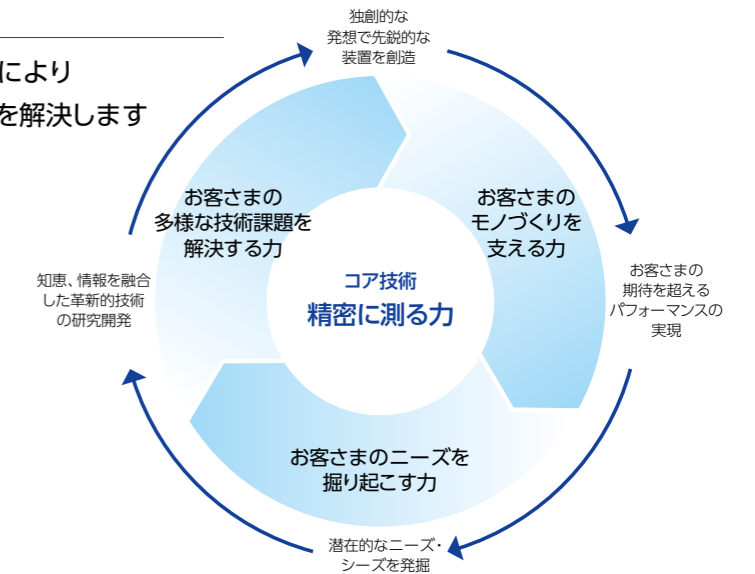 独創的な
発想で先鋭的な
装置を創造
により
を解決します
お客さまの
多様な技術課題を
解決する力
お客さまの
モノづくりを
支える力
コア技術
精密に測る力
知恵、情報を融合
した革新的技術
の研究開発
お客さまの
期待を超える
パフォーマンスの
実現
お客さまのニーズを
掘り起こす力
潜在的なニーズ・
シーズを発掘